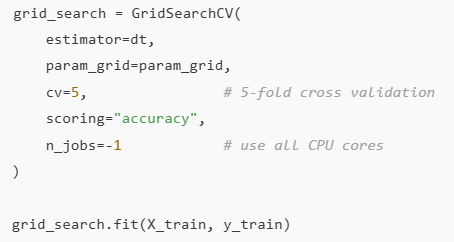 grid_search = GridSearchCV(
    estimator=dt,
    param_grid=param_grid,
    cv=5,               # 5-fold cross validation
    scoring="accuracy",
    n_jobs=-1           # use all CPU cores
)

grid_search.fit(X_train, y_train)